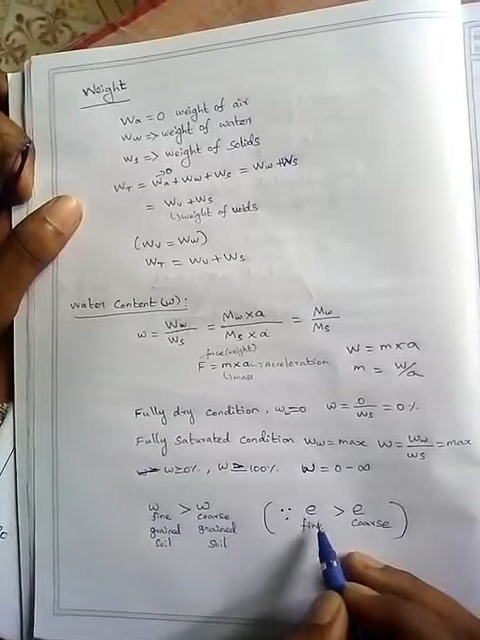 Weight
Wa = 0 weight of air
Ww => weight of water
Ws => weight of solids
WT = Wa→0 + Ww + Ws = Ww + Ws
= Wv + Ws
↳ weight of voids
(Wv = Ww)
WT = Wv + Ws
Water Content (w) :
w = Ww/Ws = Mw × a / Ms × a = Mw/Ms
force (weight)
F = m × a → Acceleration
↳ mass
W = m × a
m = W/a
Fully dry condition, Ww = 0 W = 0/Ws = 0%
Fully saturated condition Ww = max W = Ww/Ws = max
W ≥ 0%, W ≥ 100% W = 0 - ∞
w > w (∵ e > e)
fine coarse fine coarse
grained grained
soil soil